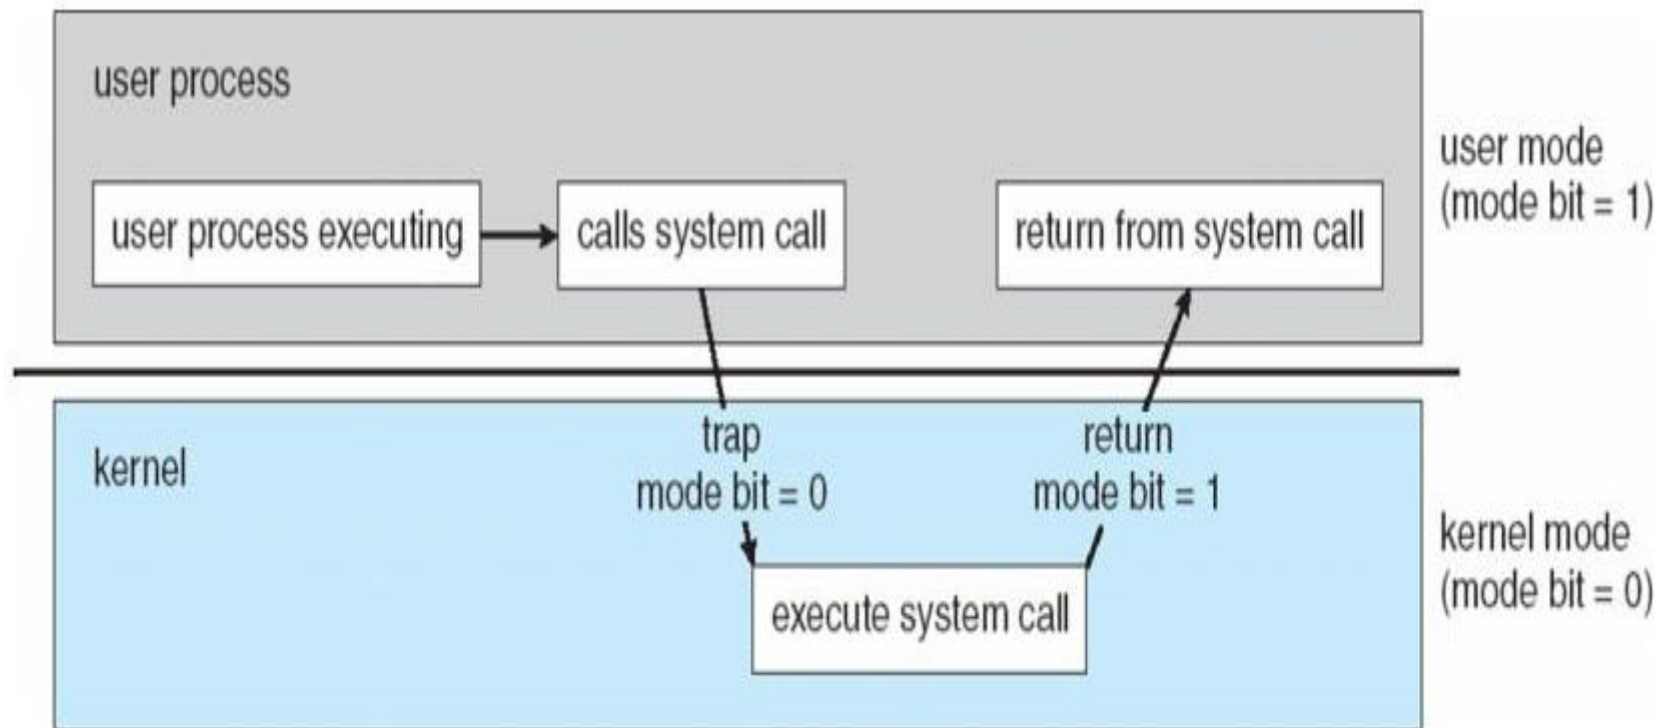 user process
user process executing
calls system call
return from system call
user mode
(mode bit = 1)
kernel
trap
mode bit = 0
return
mode bit = 1
execute system call
kernel mode
(mode bit = 0)